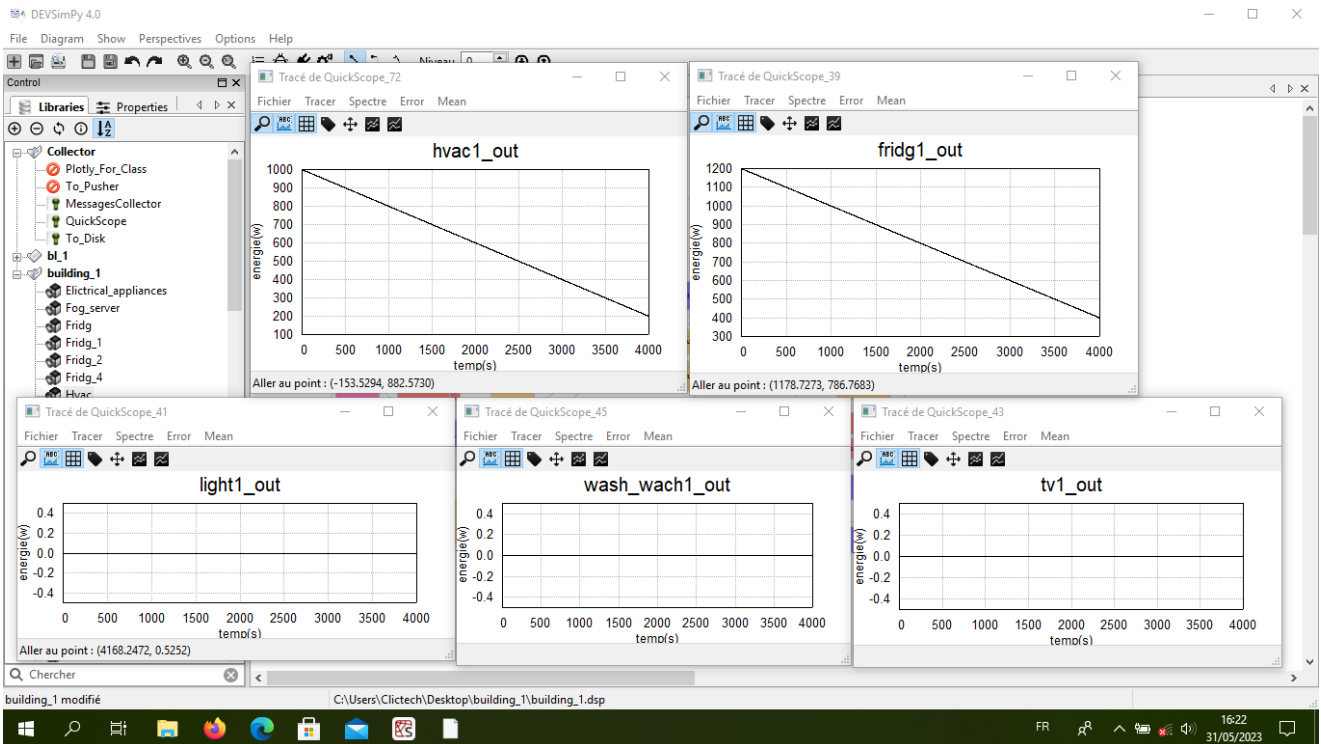 DEVSimPy 4.0
File Diagram Show Perspectives Options Help
Niveau 0
Control
Libraries Properties
Collector
Plotly_For_Class
To_Pusher
MessagesCollector
QuickScope
To_Disk
bl_1
building_1
Elictrical_appliances
Fog_server
Fridg
Fridg_1
Fridg_2
Fridg_4
Hvac
Tracé de QuickScope_72
Fichier Tracer Spectre Error Mean
hvac1_out
energie(w)
1000
900
800
700
600
500
400
300
200
100
0 500 1000 1500 2000 2500 3000 3500 4000
temp(s)
Aller au point : (-153.5294, 882.5730)
Tracé de QuickScope_39
Fichier Tracer Spectre Error Mean
fridg1_out
energie(w)
1200
1100
1000
900
800
700
600
500
400
300
0 500 1000 1500 2000 2500 3000 3500 4000
temp(s)
Aller au point : (1178.7273, 786.7683)
Tracé de QuickScope_41
Fichier Tracer Spectre Error Mean
light1_out
energie(w)
0.4
0.2
0.0
-0.2
-0.4
0 500 1000 1500 2000 2500 3000 3500 4000
temp(s)
Aller au point : (4168.2472, 0.5252)
Tracé de QuickScope_45
Fichier Tracer Spectre Error Mean
wash_wach1_out
energie(w)
0.4
0.2
0.0
-0.2
-0.4
0 500 1000 1500 2000 2500 3000 3500 4000
temp(s)
Tracé de QuickScope_43
Fichier Tracer Spectre Error Mean
tv1_out
energie(w)
0.4
0.2
0.0
-0.2
-0.4
0 500 1000 1500 2000 2500 3000 3500 4000
temp(s)
Chercher
building_1 modifié
C:\Users\Clictech\Desktop\building_1\building_1.dsp
FR
16:22
31/05/2023